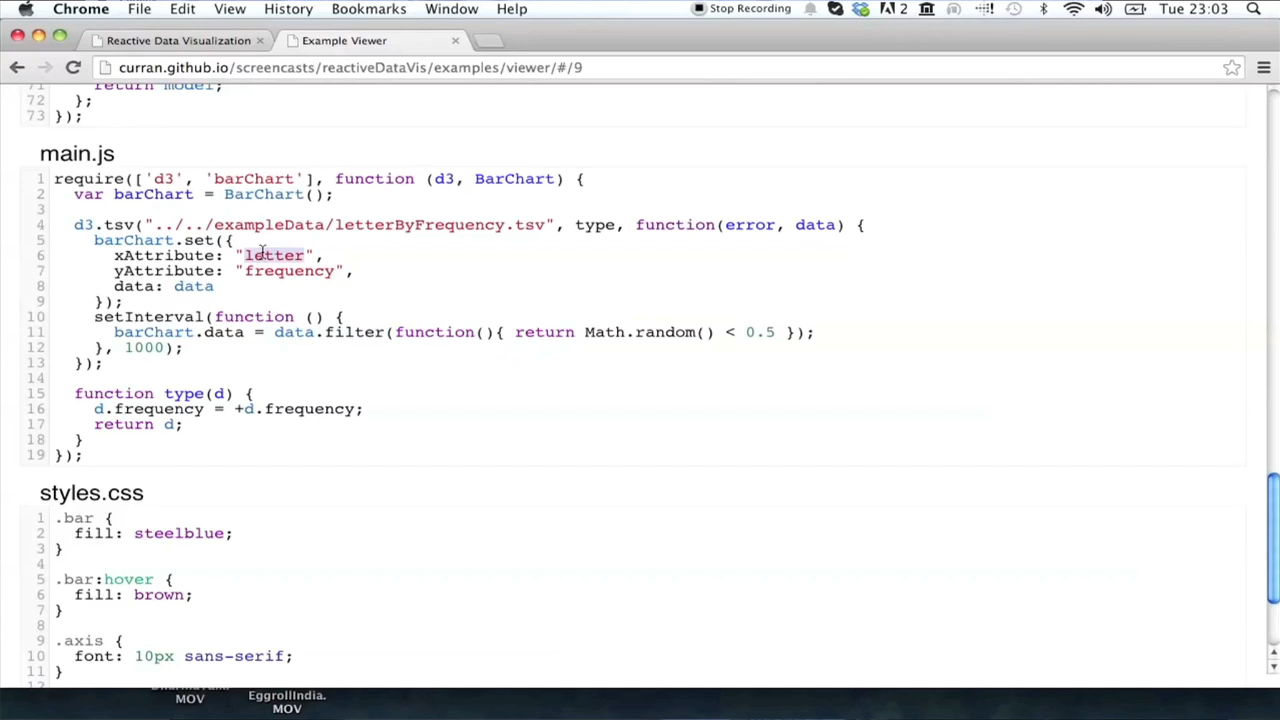 Chrome File Edit View History Bookmarks Window Help Stop Recording 2 Tue 23:03
Reactive Data Visualization Example Viewer
curran.github.io/screencasts/reactiveDataVis/examples/viewer/#/9
71 return model;
72 };
73 });
main.js
1 require(['d3', 'barChart'], function (d3, BarChart) {
2 var barChart = BarChart();
3
4 d3.tsv("../../exampleData/letterByFrequency.tsv", type, function(error, data) {
5 barChart.set({
6 xAttribute: "letter",
7 yAttribute: "frequency",
8 data: data
9 });
10 setInterval(function () {
11 barChart.data = data.filter(function(){ return Math.random() < 0.5 });
12 }, 1000);
13 });
14
15 function type(d) {
16 d.frequency = +d.frequency;
17 return d;
18 }
19 });
styles.css
1 .bar {
2 fill: steelblue;
3 }
4
5 .bar:hover {
6 fill: brown;
7 }
8
9 .axis {
10 font: 10px sans-serif;
11 }
12
EggrollIndia.
MOV MOV